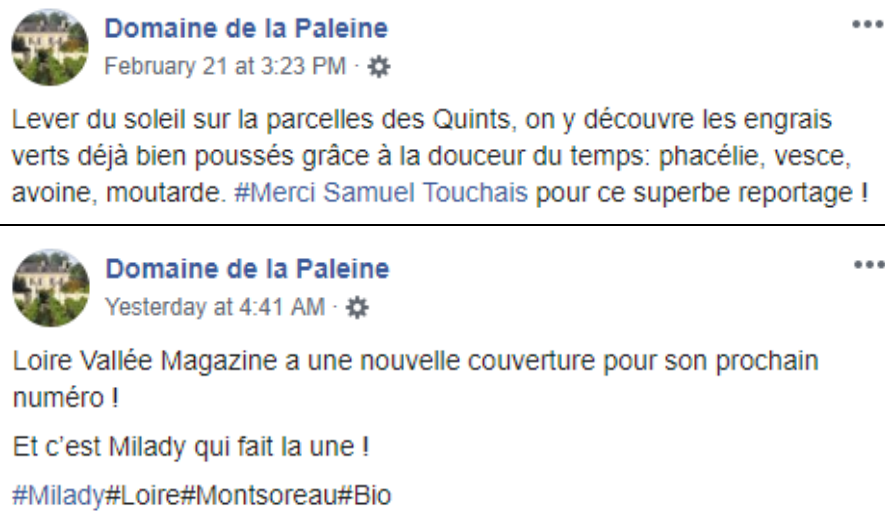 Domaine de la Paleine
February 21 at 3:23 PM ·
Lever du soleil sur la parcelles des Quints, on y découvre les engrais
verts déjà bien poussés grâce à la douceur du temps: phacélie, vesce,
avoine, moutarde. #Merci Samuel Touchais pour ce superbe reportage !
Domaine de la Paleine
Yesterday at 4:41 AM ·
Loire Vallée Magazine a une nouvelle couverture pour son prochain
numéro !
Et c’est Milady qui fait la une !
#Milady#Loire#Montsoreau#Bio